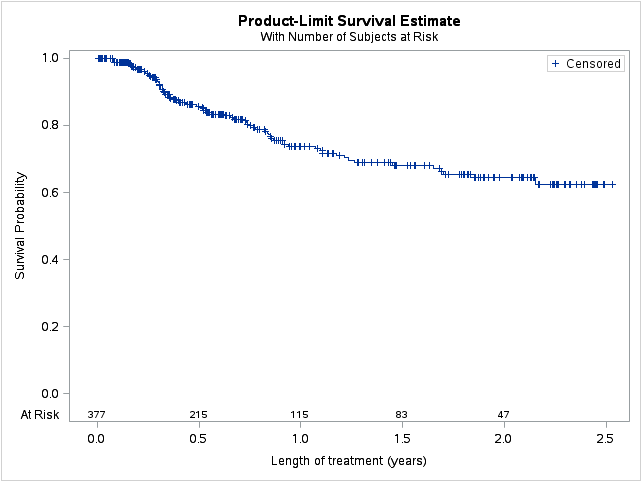 Product-Limit Survival Estimate
With Number of Subjects at Risk
+ Censored
1.0
0.8
0.6
0.4
0.2
0.0
Survival Probability
At Risk 377 215 115 83 47
0.0 0.5 1.0 1.5 2.0 2.5
Length of treatment (years)